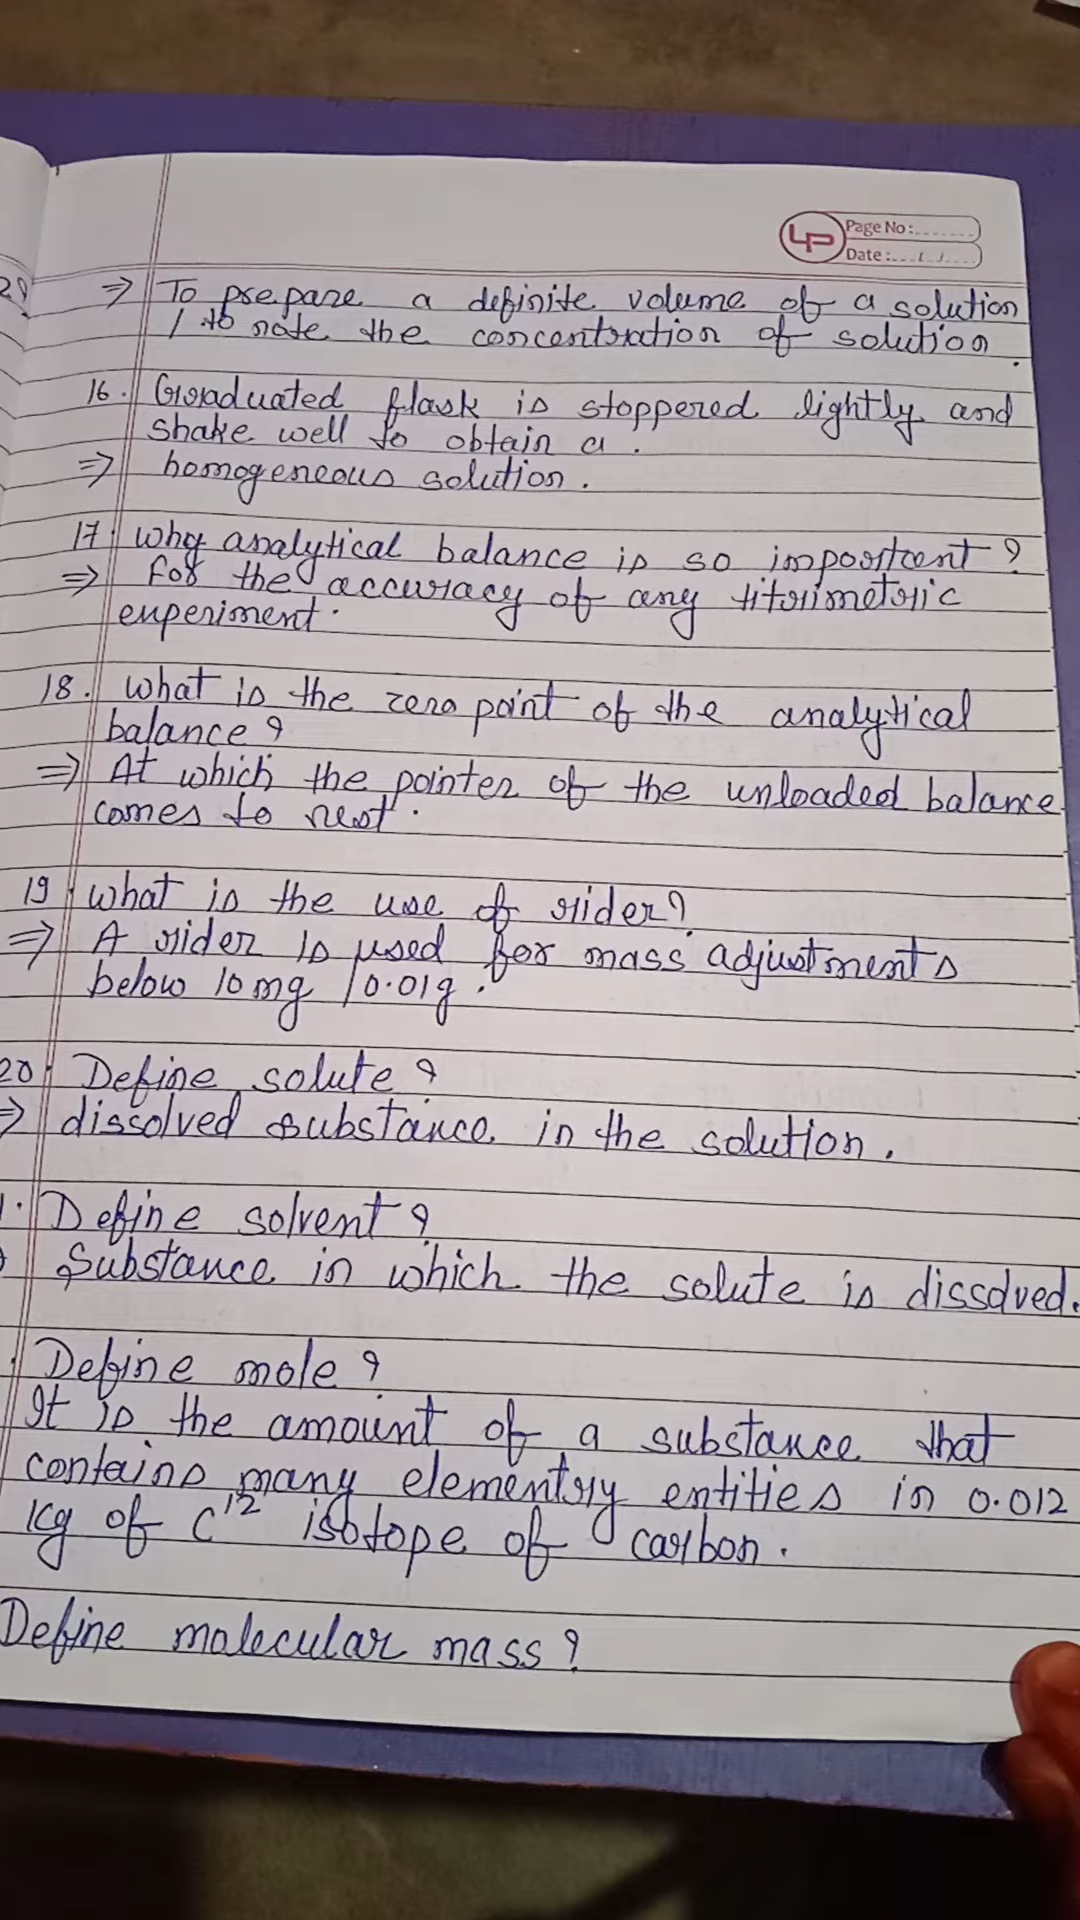 LP Page No:.......
Date:.../.../....
29 ⇒ To prepare a definite volume of a solution
/ to note the concentration of solution.
16. Graduated flask is stoppered lightly and
shake well to obtain a .
⇒ homogeneous solution.
17. Why analytical balance is so important?
⇒ For the accuracy of any titrimetric
experiment.
18. What is the zero point of the analytical
balance?
⇒ At which the pointer of the unloaded balance
comes to rest.
19. What is the use of rider?
⇒ A rider is used for mass adjustments
below 10 mg / 0.01g.
20. Define solute?
⇒ dissolved substance in the solution.
1. Define solvent?
Substance in which the solute is dissolved.
. Define mole?
It is the amount of a substance that
contains many elementry entities in 0.012
kg of C¹² isotope of carbon.
Define molecular mass?